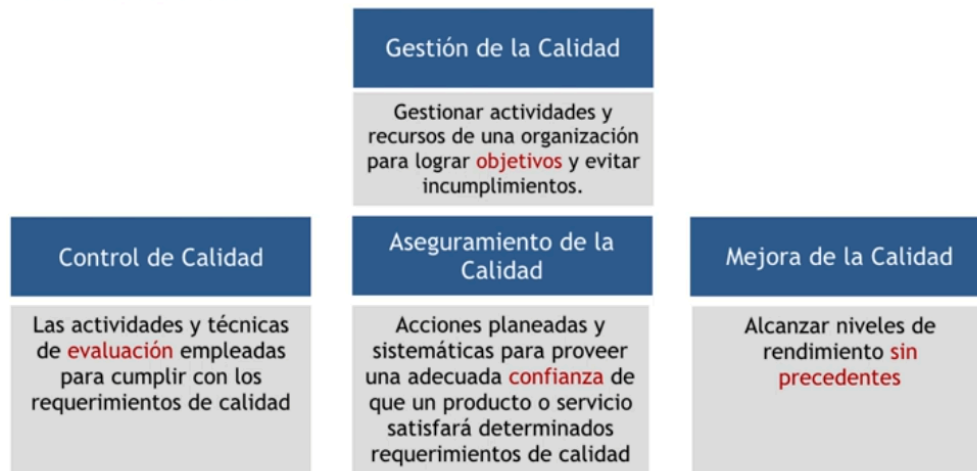 Gestión de la Calidad
Gestionar actividades y
recursos de una organización
para lograr objetivos y evitar
incumplimientos.
Control de Calidad
Las actividades y técnicas
de evaluación empleadas
para cumplir con los
requerimientos de calidad
Aseguramiento de la
Calidad
Acciones planeadas y
sistemáticas para proveer
una adecuada confianza de
que un producto o servicio
satisfará determinados
requerimientos de calidad
Mejora de la Calidad
Alcanzar niveles de
rendimiento sin
precedentes